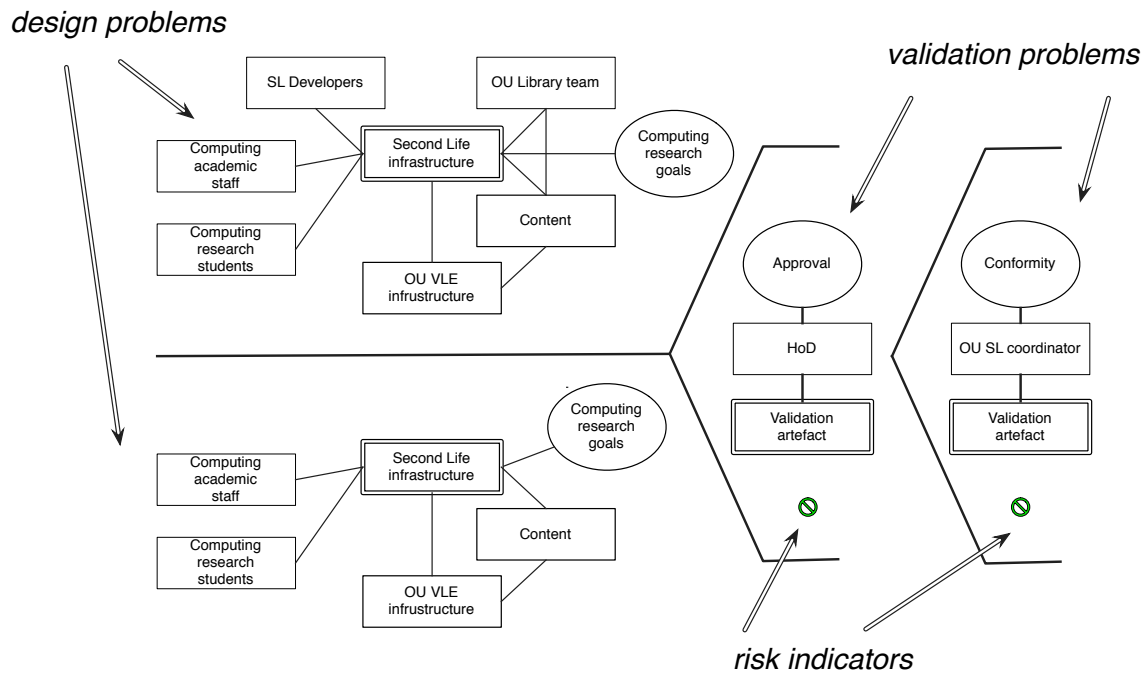 design problems
validation problems
SL Developers
OU Library team
Second Life
infrastructure
Computing
research
goals
Computing
academic
staff
Computing
research
students
Content
OU VLE
infrustructure
Approval
HoD
Validation
artefact
Conformity
OU SL coordinator
Validation
artefact
Computing
research
goals
Second Life
infrastructure
Computing
academic
staff
Computing
research
students
Content
OU VLE
infrustructure
risk indicators